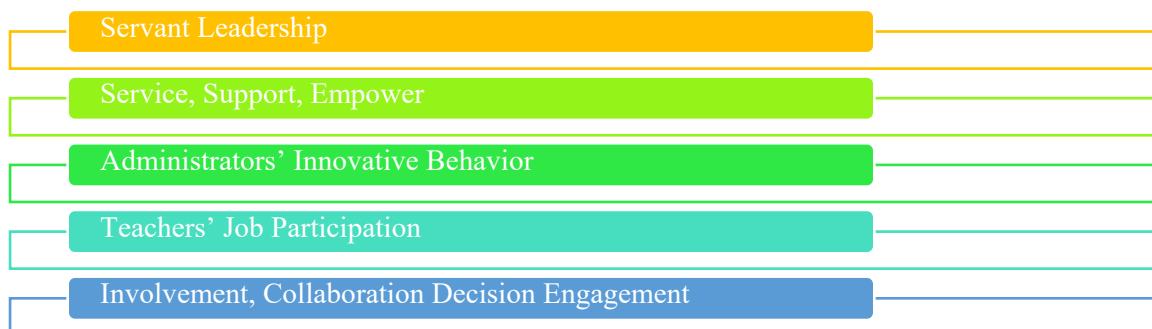 Servant Leadership
Service, Support, Empower
Administrators’ Innovative Behavior
Teachers’ Job Participation
Involvement, Collaboration Decision Engagement